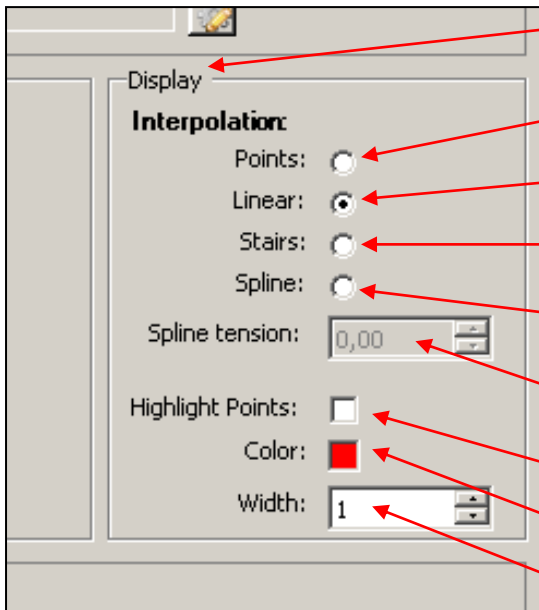 Display
Interpolation:
Points:
Linear:
Stairs:
Spline:
Spline tension: 0,00
Highlight Points:
Color:
Width: 1